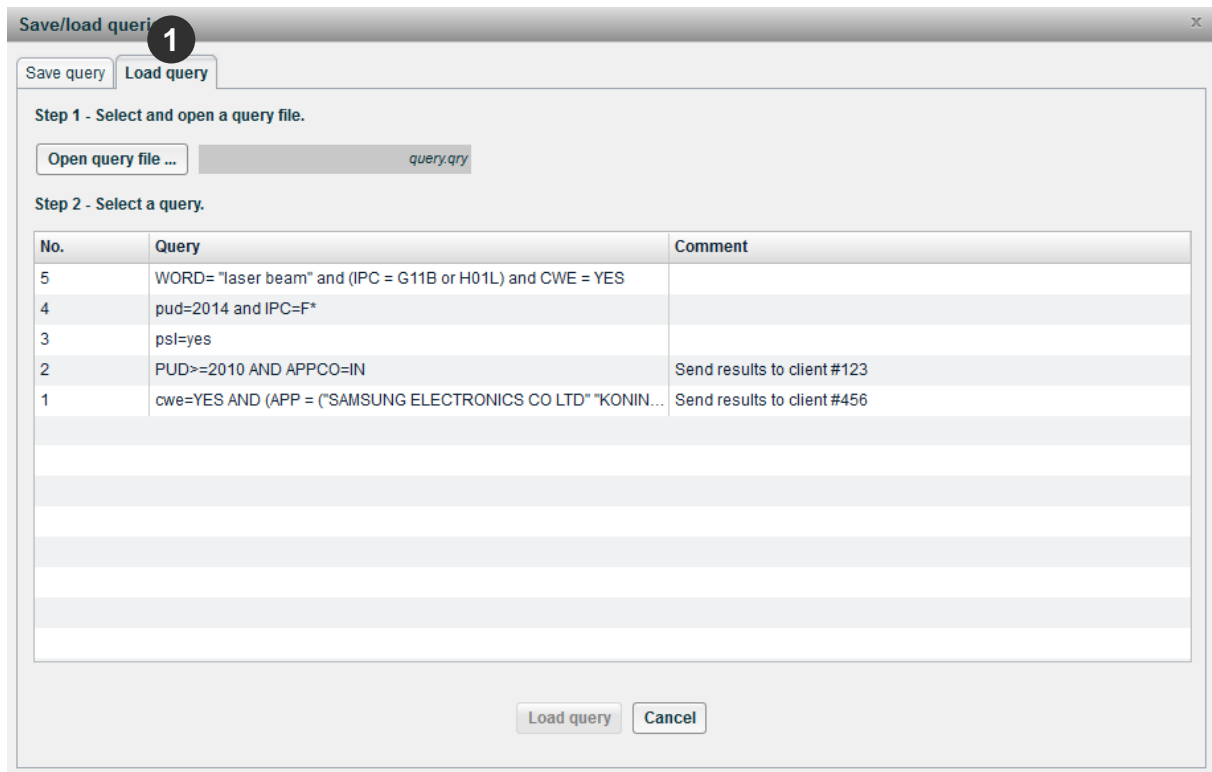 Save/load queri
x
1
Save query Load query
Step 1 - Select and open a query file.
Open query file ... query.qry
Step 2 - Select a query.
No. Query Comment
5 WORD= "laser beam" and (IPC = G11B or H01L) and CWE = YES
4 pud=2014 and IPC=F*
3 psl=yes
2 PUD>=2010 AND APPCO=IN Send results to client #123
1 cwe=YES AND (APP = ("SAMSUNG ELECTRONICS CO LTD" "KONIN... Send results to client #456
Load query Cancel